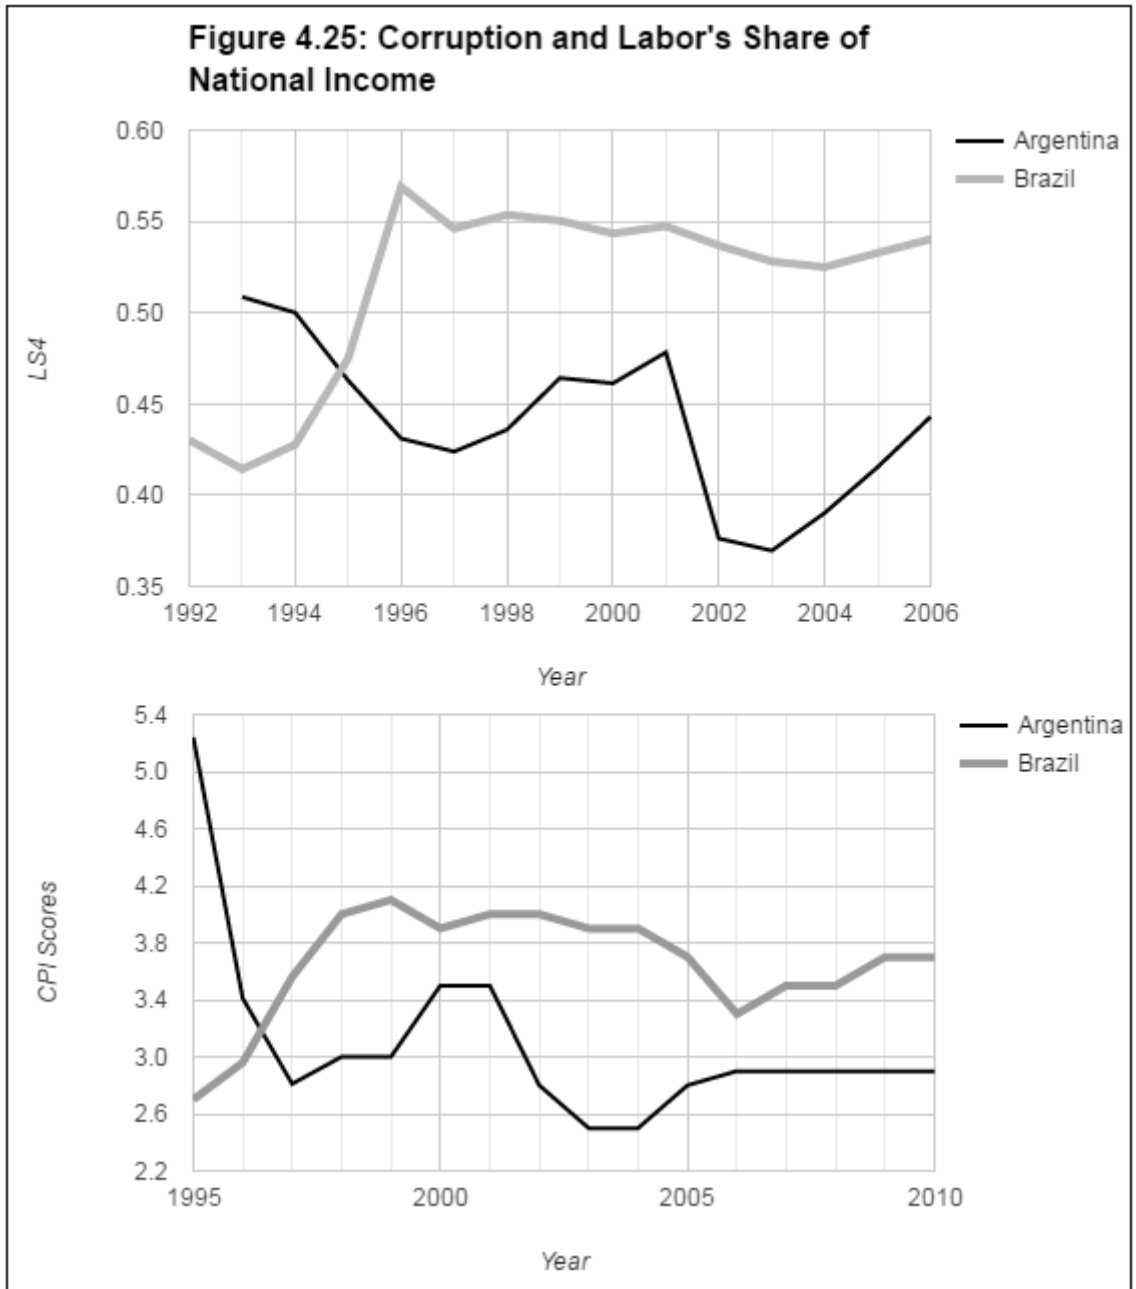 Figure 4.25: Corruption and Labor's Share of
National Income
0.60
0.55
0.50
0.45
0.40
0.35
LS4
1992 1994 1996 1998 2000 2002 2004 2006
Year
Argentina
Brazil
5.4
5.0
4.6
4.2
3.8
3.4
3.0
2.6
2.2
CPI Scores
1995 2000 2005 2010
Year
Argentina
Brazil